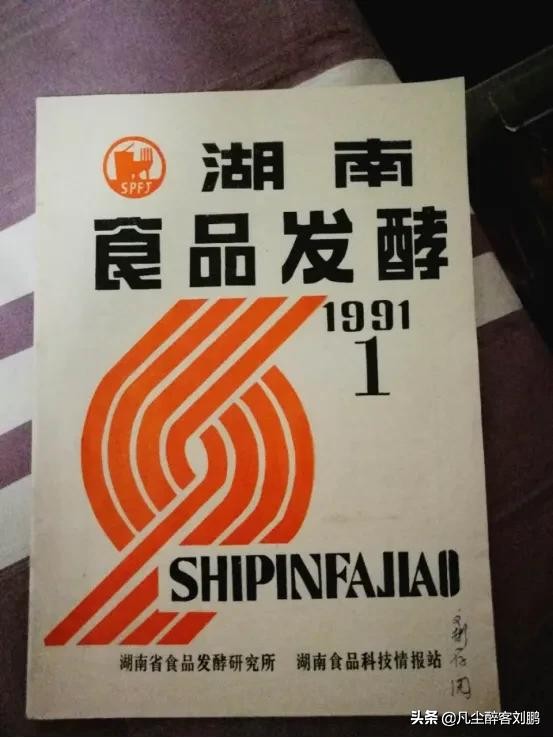 SPFJ
湖南
食品发酵
1991
1
SHIPINFAJIAO
湖南省食品发酵研究所 湖南食品科技情报站
头条 @凡尘醉客刘鹏